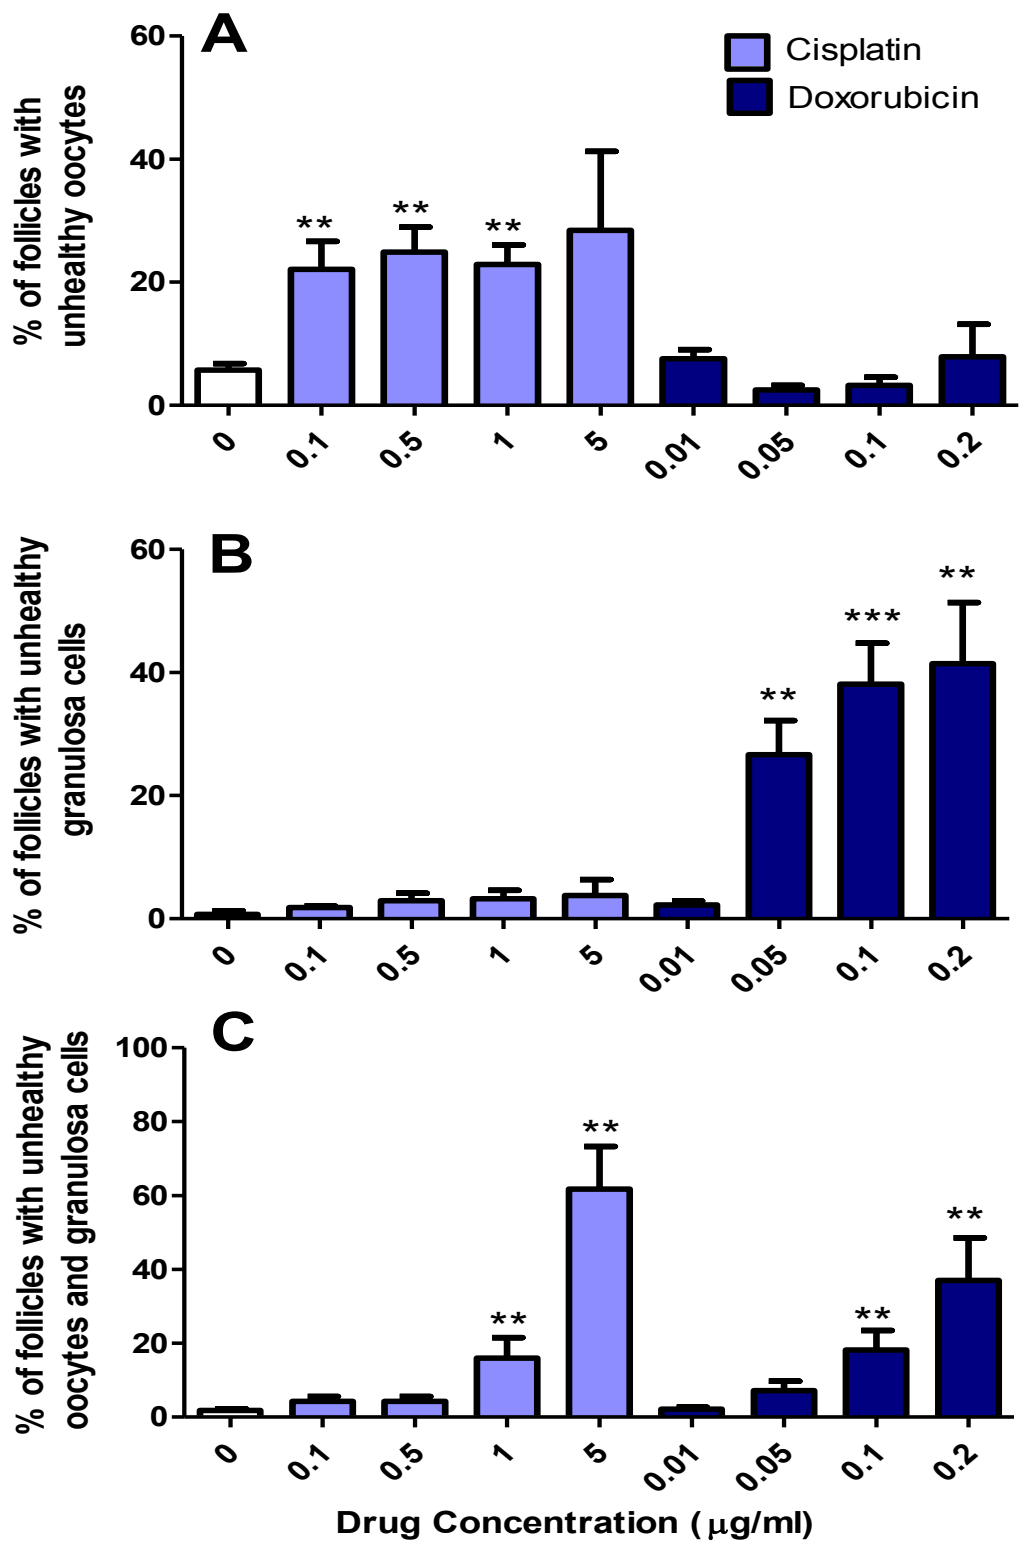 A
Cisplatin
Doxorubicin
% of follicles with
unhealthy oocytes
60
40
20
0
** ** **
0 0.1 0.5 1 5 0.01 0.05 0.1 0.2
B
% of follicles with unhealthy
granulosa cells
60
40
20
0
** *** **
0 0.1 0.5 1 5 0.01 0.05 0.1 0.2
C
% of follicles with unhealthy
oocytes and granulosa cells
100
80
60
40
20
0
** ** ** **
0 0.1 0.5 1 5 0.01 0.05 0.1 0.2
Drug Concentration (μg/ml)